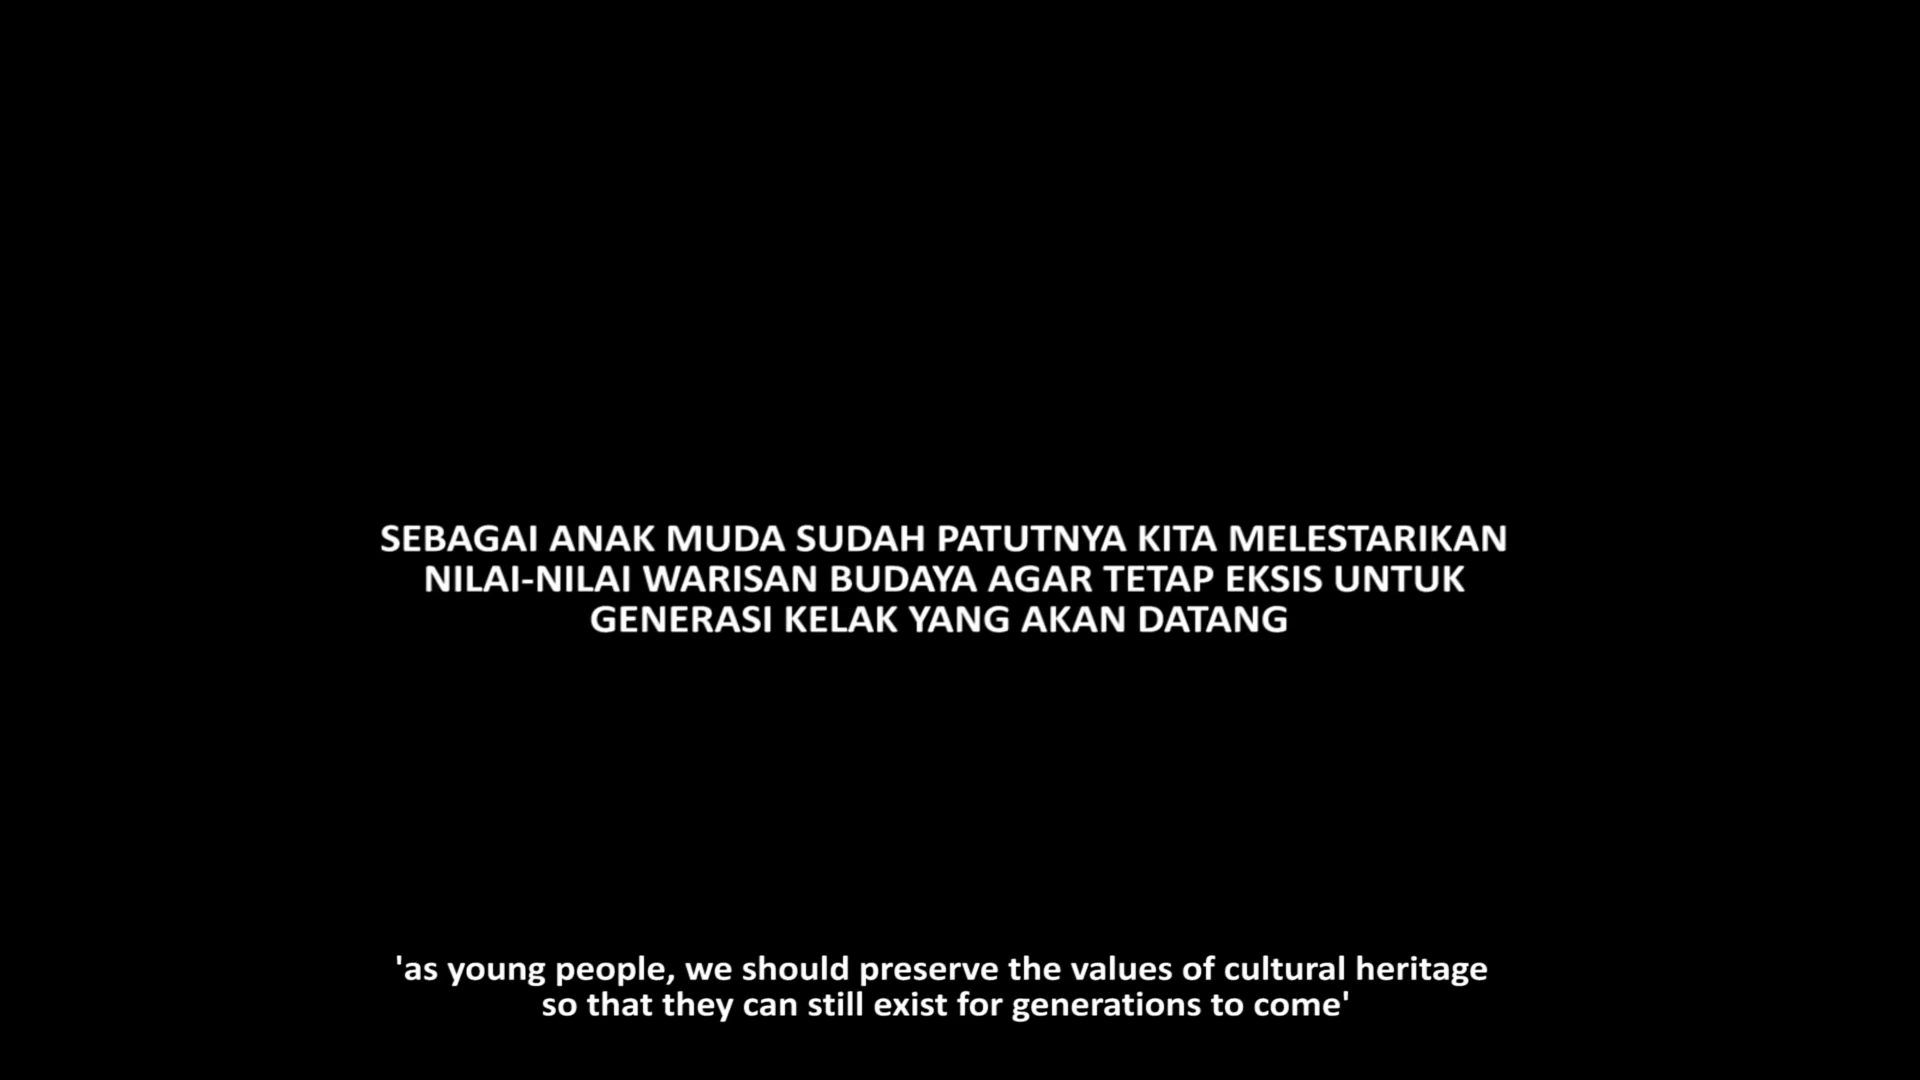 SEBAGAI ANAK MUDA SUDAH PATUTNYA KITA MELESTARIKAN
NILAI-NILAI WARISAN BUDAYA AGAR TETAP EKSIS UNTUK
GENERASI KELAK YANG AKAN DATANG
'as young people, we should preserve the values of cultural heritage
so that they can still exist for generations to come'